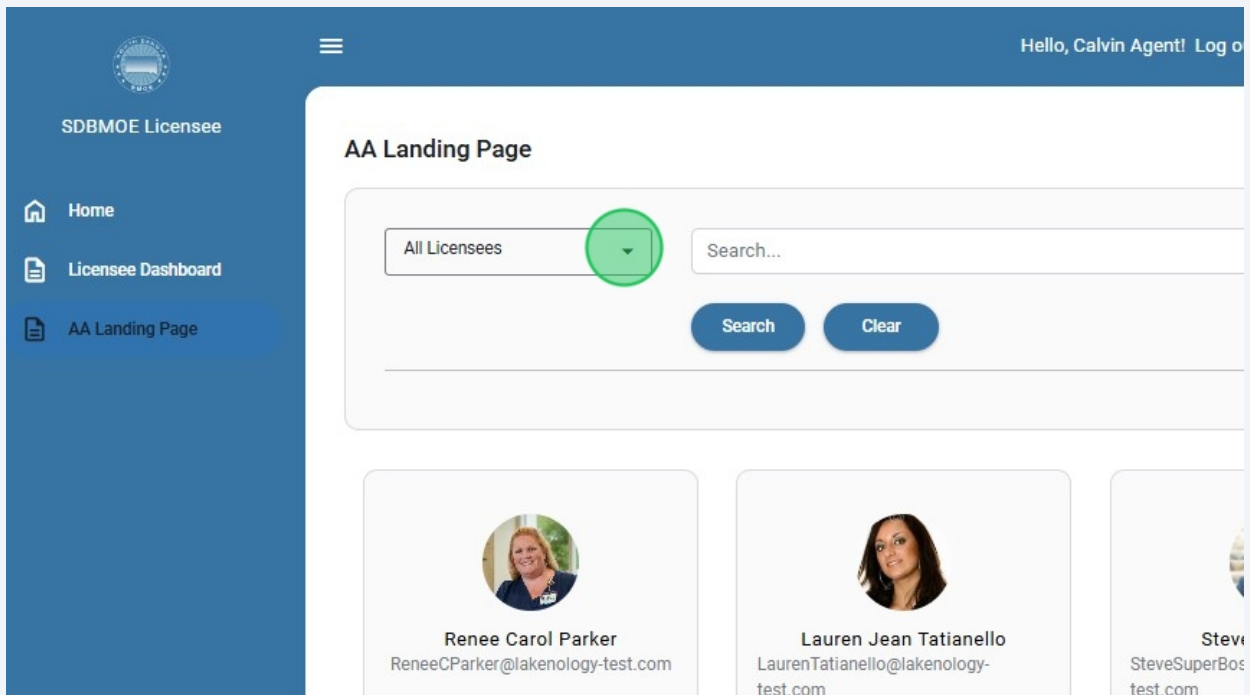 Hello, Calvin Agent! Log o
SDBMOE Licensee
AA Landing Page
Home
Licensee Dashboard
AA Landing Page
All Licensees
Search...
Search
Clear
Renee Carol Parker
ReneeCParker@lakenology-test.com
Lauren Jean Tatianello
LaurenTatianello@lakenology-
test.com
Steve
SteveSuperBos
test.com